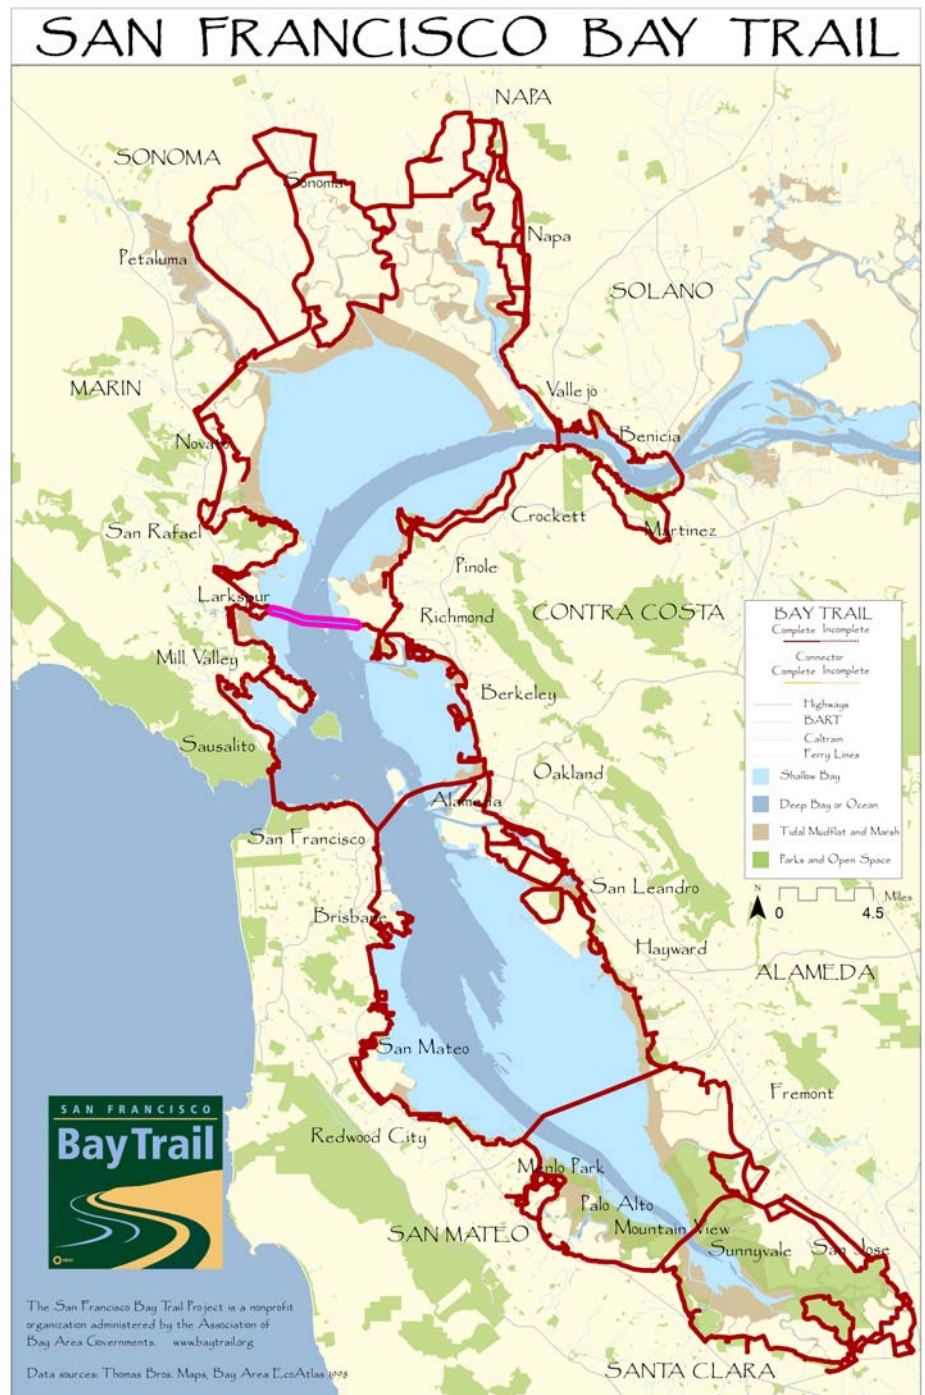 SAN FRANCISCO BAY TRAIL
NAPA
SONOMA
Sonoma
Napa
Petaluma
SOLANO
MARIN
Vallejo
Novato
Benicia
Crockett
San Rafael
Martinez
Pinole
Larkspur
Richmond
CONTRA COSTA
Mill Valley
Berkeley
Sausalito
Oakland
Alameda
San Francisco
San Leandro
Brisbane
Hayward
ALAMEDA
San Mateo
Fremont
Redwood City
Menlo Park
Palo Alto
SAN MATEO
Mountain View
Sunnyvale
San Jose
SANTA CLARA
BAY TRAIL
Complete Incomplete
Connector
Complete Incomplete
Highways
BART
Caltrain
Ferry Lines
Shallow Bay
Deep Bay or Ocean
Tidal Mudflat and Marsh
Parks and Open Space
N
Miles
0 4.5
SAN FRANCISCO
Bay Trail
The San Francisco Bay Trail Project is a nonprofit
organization administered by the Association of
Bay Area Governments. www.baytrail.org
Data sources: Thomas Bros. Maps, Bay Area EcoAtlas 1998